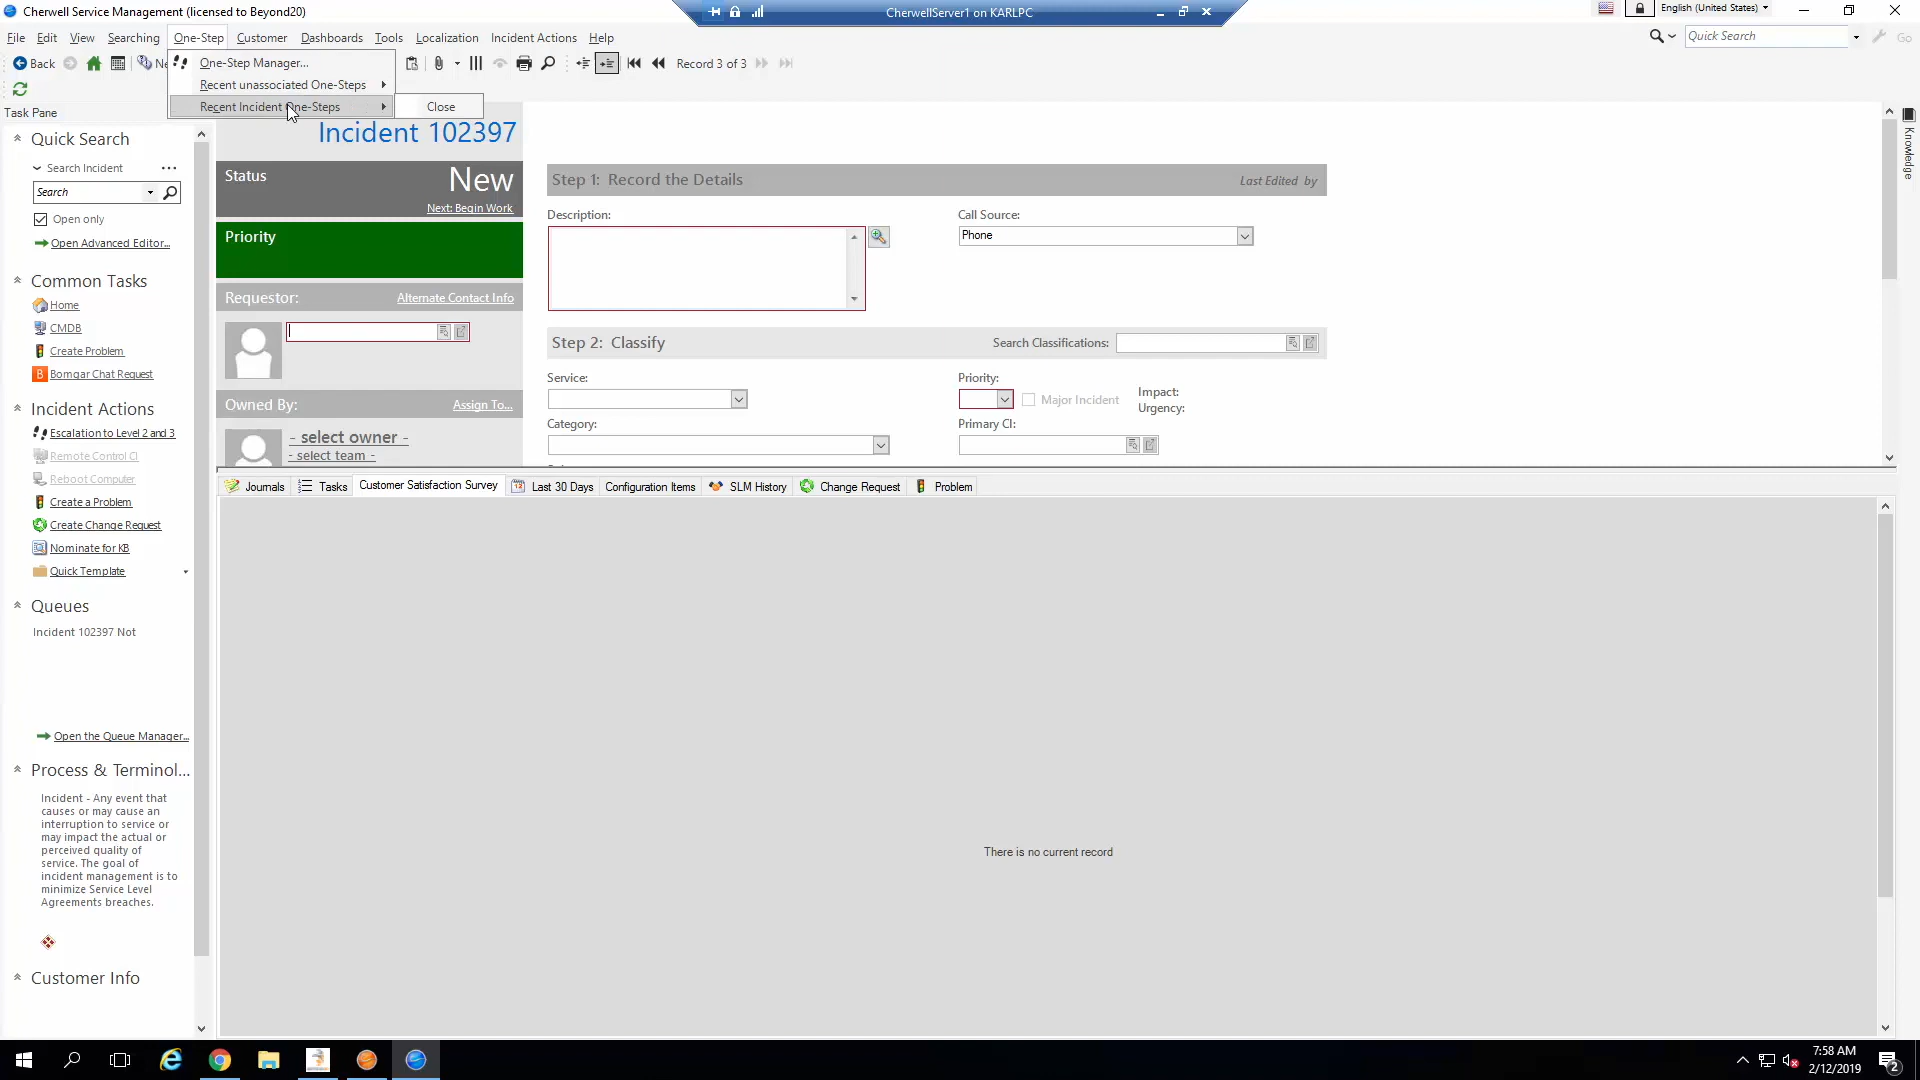 Cherwell Service Management (licensed to Beyond20)
CherwellServer1 on KARLPC
English (United States)
File Edit View Searching One-Step Customer Dashboards Tools Localization Incident Actions Help
Quick Search
Go
Back
Ne
One-Step Manager...
Recent unassociated One-Steps
Recent Incident One-Steps
Close
Record 3 of 3
Task Pane
Quick Search
Search Incident
Search
Open only
Open Advanced Editor...
Common Tasks
Home
CMDB
Create Problem
Bomgar Chat Request
Incident Actions
Escalation to Level 2 and 3
Remote Control CI
Reboot Computer
Create a Problem
Create Change Request
Nominate for KB
Quick Template
Queues
Incident 102397 Not
Open the Queue Manager...
Process & Terminol...
Incident - Any event that
causes or may cause an
interruption to service or
may impact the actual or
perceived quality of
service. The goal of
incident management is to
minimize Service Level
Agreements breaches.
Customer Info
Incident 102397
Status
New
Next: Begin Work
Priority
Requestor:
Alternate Contact Info
Owned By:
Assign To...
- select owner -
- select team -
Step 1: Record the Details
Last Edited by
Description:
Call Source:
Phone
Step 2: Classify
Search Classifications:
Service:
Priority:
Major Incident
Impact:
Urgency:
Category:
Primary CI:
Knowledge
Journals Tasks Customer Satisfaction Survey Last 30 Days Configuration Items SLM History Change Request Problem
There is no current record
7:58 AM
2/12/2019
2